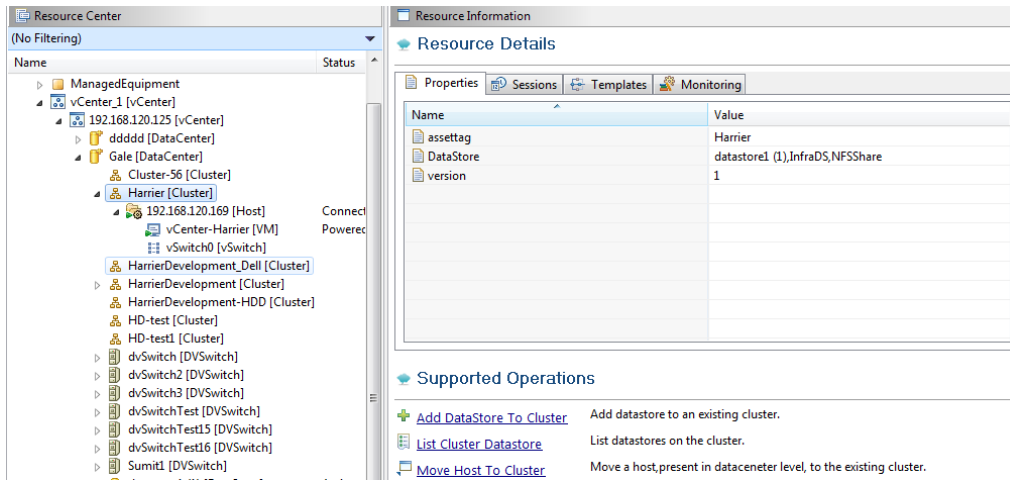 Resource Center
(No Filtering)
Name Status
ManagedEquipment
vCenter_1 [vCenter]
192.168.120.125 [vCenter]
ddddd [DataCenter]
Gale [DataCenter]
Cluster-56 [Cluster]
Harrier [Cluster]
192.168.120.169 [Host] Connect
vCenter-Harrier [VM] Powered
vSwitch0 [vSwitch]
HarrierDevelopment_Dell [Cluster]
HarrierDevelopment [Cluster]
HarrierDevelopment-HDD [Cluster]
HD-test [Cluster]
HD-test1 [Cluster]
dvSwitch [DVSwitch]
dvSwitch2 [DVSwitch]
dvSwitch3 [DVSwitch]
dvSwitchTest [DVSwitch]
dvSwitchTest15 [DVSwitch]
dvSwitchTest16 [DVSwitch]
Sumit1 [DVSwitch]
Resource Information
Resource Details
Properties Sessions Templates Monitoring
Name Value
assettag Harrier
DataStore datastore1 (1),InfraDS,NFSShare
version 1
Supported Operations
Add DataStore To Cluster Add datastore to an existing cluster.
List Cluster Datastore List datastores on the cluster.
Move Host To Cluster Move a host,present in dataceneter level, to the existing cluster.